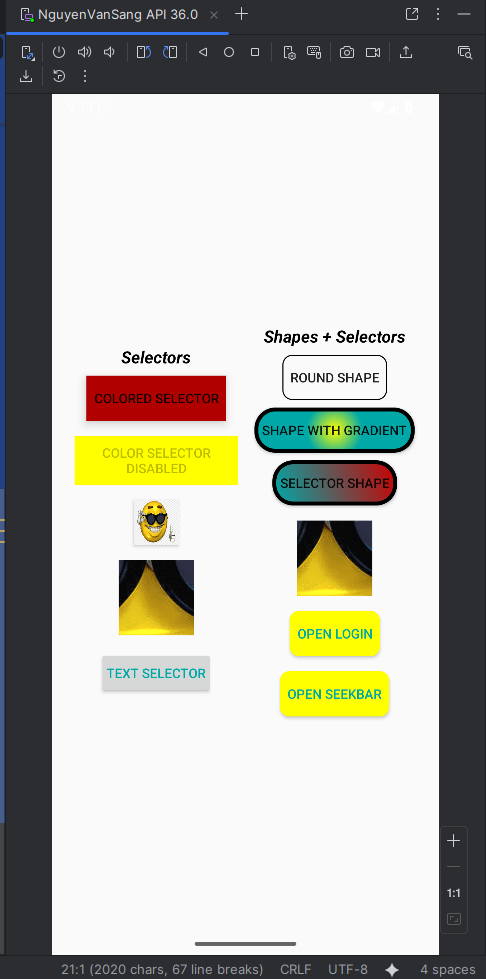 NguyenVanSang API 36.0
Selectors
COLORED SELECTOR
COLOR SELECTOR
DISABLED
TEXT SELECTOR
Shapes + Selectors
ROUND SHAPE
SHAPE WITH GRADIENT
SELECTOR SHAPE
OPEN LOGIN
OPEN SEEKBAR
1:1
21:1 (2020 chars, 67 line breaks) CRLF UTF-8 4 spaces